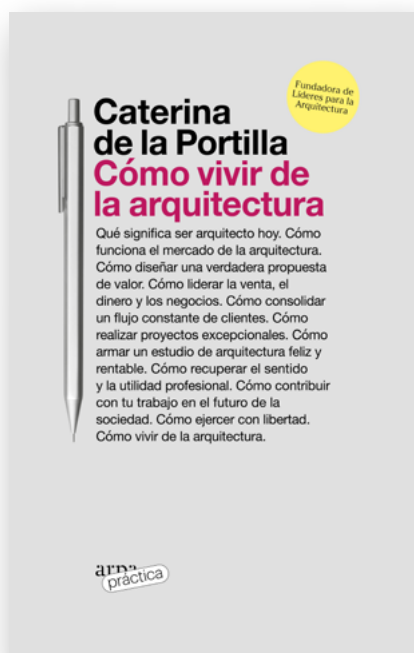 Fundadora de
Líderes para la
Arquitectura
Caterina
de la Portilla
Cómo vivir de
la arquitectura
Qué significa ser arquitecto hoy. Cómo
funciona el mercado de la arquitectura.
Cómo diseñar una verdadera propuesta
de valor. Cómo liderar la venta, el
dinero y los negocios. Cómo consolidar
un flujo constante de clientes. Cómo
realizar proyectos excepcionales. Cómo
armar un estudio de arquitectura feliz y
rentable. Cómo recuperar el sentido
y la utilidad profesional. Cómo contribuir
con tu trabajo en el futuro de la
sociedad. Cómo ejercer con libertad.
Cómo vivir de la arquitectura.
arpa
práctica